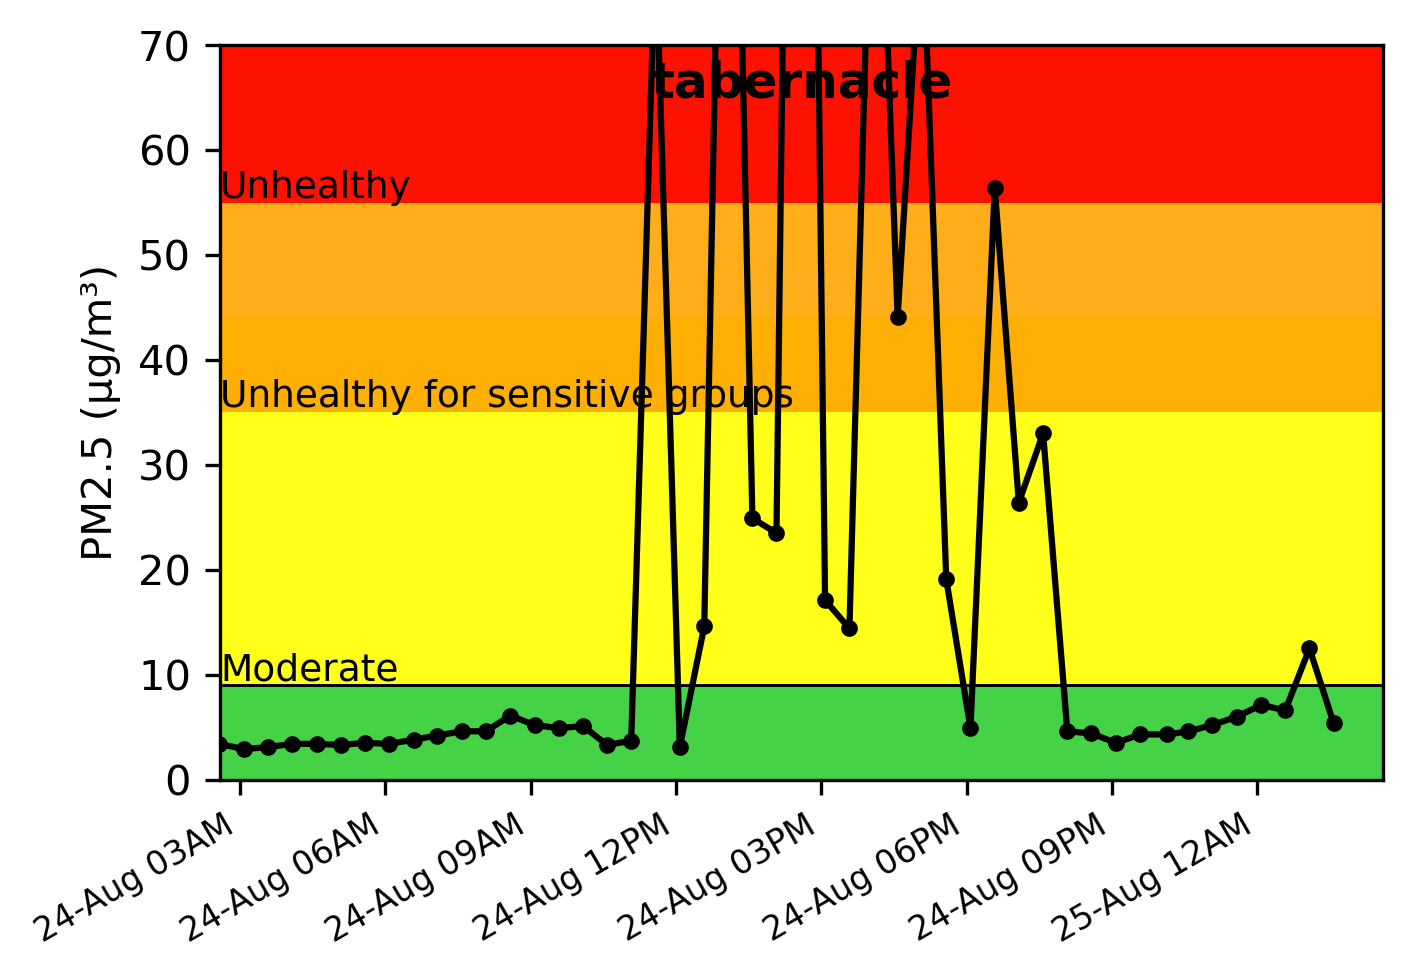 tabernacle
PM2.5 (µg/m³)
70
60
50
40
30
20
10
0
Unhealthy
Unhealthy for sensitive groups
Moderate
24-Aug 03AM
24-Aug 06AM
24-Aug 09AM
24-Aug 12PM
24-Aug 03PM
24-Aug 06PM
24-Aug 09PM
25-Aug 12AM